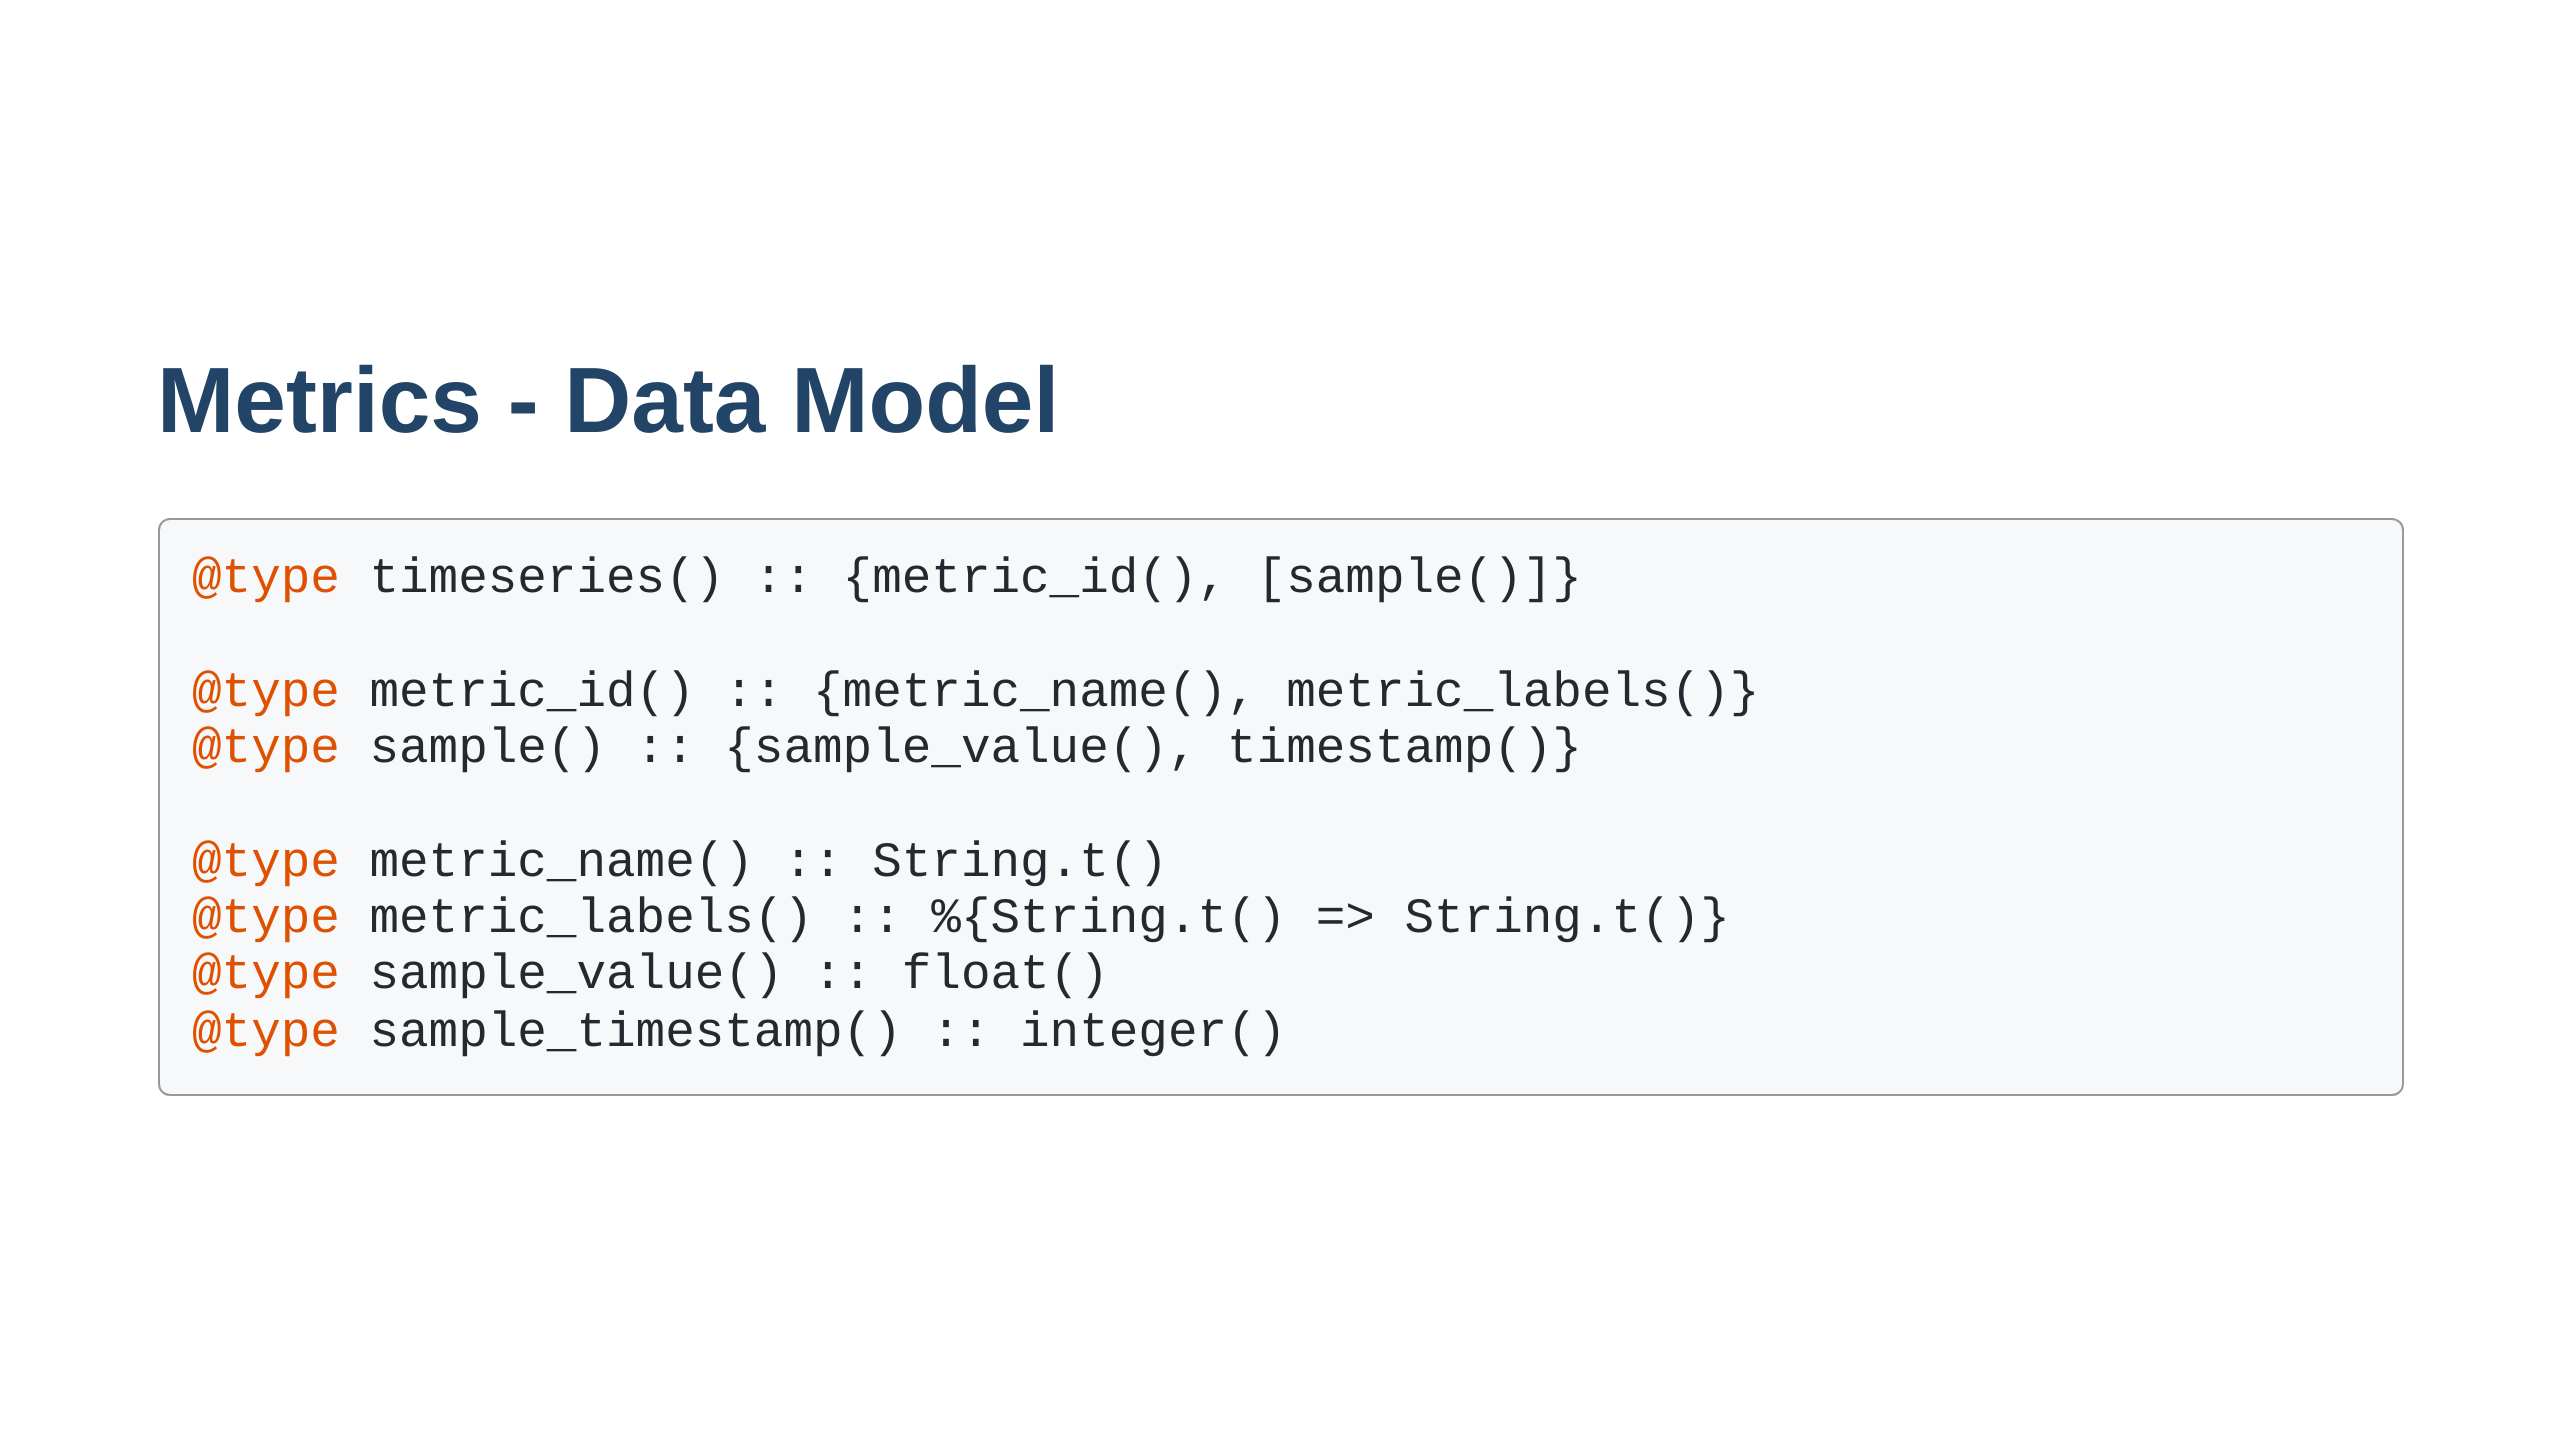 Metrics - Data Model
@type timeseries() :: {metric_id(), [sample()]}
@type metric_id() :: {metric_name(), metric_labels()}
@type sample() :: {sample_value(), timestamp()}
@type metric_name() :: String.t()
@type metric_labels() :: %{String.t() => String.t()}
@type sample_value() :: float()
@type sample_timestamp() :: integer()